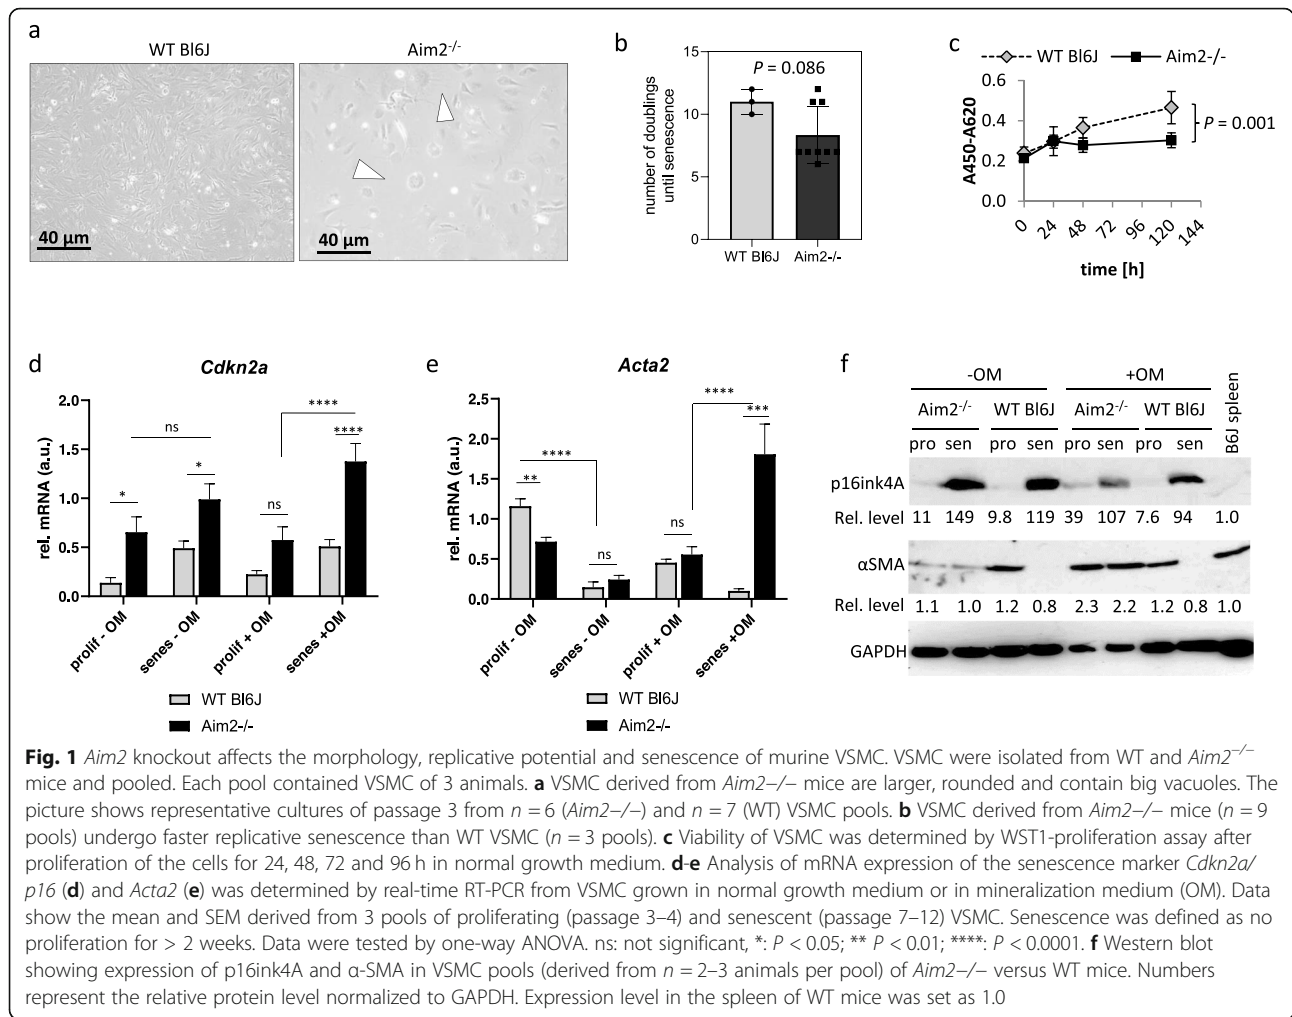 a
WT Bl6J
Aim2-/-
40 µm
40 µm
b
15
10
5
0
number of doublings
until senescence
P = 0.086
WT Bl6J Aim2-/-
c
WT Bl6J Aim2-/-
0.6
0.4
0.2
0.0
A450-A620
P = 0.001
0 24 48 72 96 120 144
time [h]
d
Cdkn2a
2.0
1.5
1.0
0.5
0.0
rel. mRNA (a.u.)
****
ns
****
*
*
ns
prolif - OM
senes - OM
prolif + OM
senes +OM
WT Bl6J
Aim2-/-
e
Acta2
2.5
2.0
1.5
1.0
0.5
0.0
rel. mRNA (a.u.)
****
***
****
**
ns
ns
prolif - OM
senes - OM
prolif + OM
senes +OM
WT Bl6J
Aim2-/-
f
-OM +OM
Aim2-/- WT Bl6J Aim2-/- WT Bl6J
B6J spleen
pro sen pro sen pro sen pro sen
p16ink4A
Rel. level 11 149 9.8 119 39 107 7.6 94 1.0
αSMA
Rel. level 1.1 1.0 1.2 0.8 2.3 2.2 1.2 0.8 1.0
GAPDH
Fig. 1 Aim2 knockout affects the morphology, replicative potential and senescence of murine VSMC. VSMC were isolated from WT and Aim2−/−
mice and pooled. Each pool contained VSMC of 3 animals. a VSMC derived from Aim2−/− mice are larger, rounded and contain big vacuoles. The
picture shows representative cultures of passage 3 from n = 6 (Aim2−/−) and n = 7 (WT) VSMC pools. b VSMC derived from Aim2−/− mice (n = 9
pools) undergo faster replicative senescence than WT VSMC (n = 3 pools). c Viability of VSMC was determined by WST1-proliferation assay after
proliferation of the cells for 24, 48, 72 and 96 h in normal growth medium. d-e Analysis of mRNA expression of the senescence marker Cdkn2a/
p16 (d) and Acta2 (e) was determined by real-time RT-PCR from VSMC grown in normal growth medium or in mineralization medium (OM). Data
show the mean and SEM derived from 3 pools of proliferating (passage 3–4) and senescent (passage 7–12) VSMC. Senescence was defined as no
proliferation for > 2 weeks. Data were tested by one-way ANOVA. ns: not significant, *: P < 0.05; ** P < 0.01; ****: P < 0.0001. f Western blot
showing expression of p16ink4A and α-SMA in VSMC pools (derived from n = 2–3 animals per pool) of Aim2−/− versus WT mice. Numbers
represent the relative protein level normalized to GAPDH. Expression level in the spleen of WT mice was set as 1.0